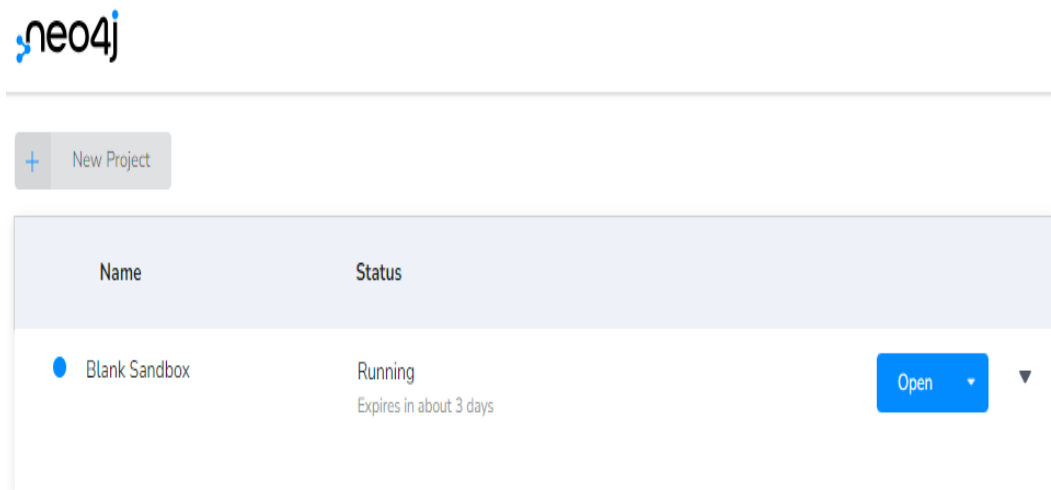 neo4j
+ New Project
Name Status
Blank Sandbox Running Open
Expires in about 3 days